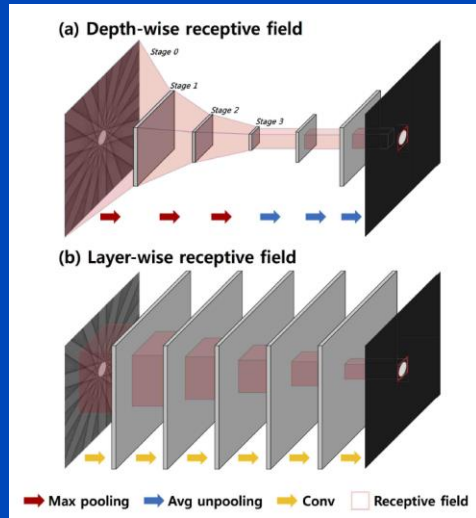 (a) Depth-wise receptive field
Stage 0
Stage 1
Stage 2
Stage 3
(b) Layer-wise receptive field
Max pooling Avg unpooling Conv Receptive field